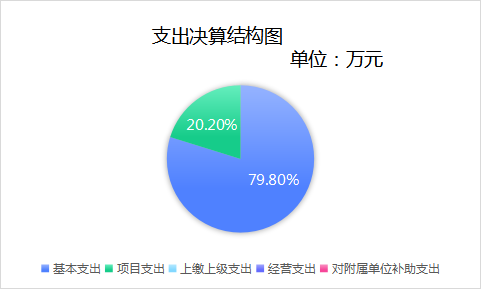 支出决算结构图
单位：万元
20.20%
79.80%
基本支出 项目支出 上缴上级支出 经营支出 对附属单位补助支出